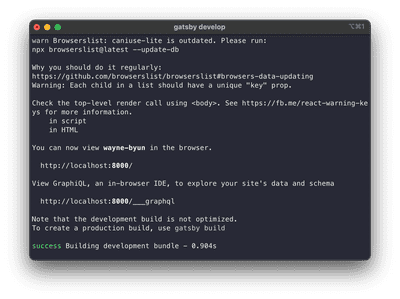 gatsby develop
⌥⌘1
warn Browserslist: caniuse-lite is outdated. Please run:
npx browserslist@latest --update-db
Why you should do it regularly:
https://github.com/browserslist/browserslist#browsers-data-updating
Warning: Each child in a list should have a unique "key" prop.
Check the top-level render call using <body>. See https://fb.me/react-warning-ke
ys for more information.
in script
in HTML
You can now view wayne-byun in the browser.
http://localhost:8000/
View GraphiQL, an in-browser IDE, to explore your site's data and schema
http://localhost:8000/___graphql
Note that the development build is not optimized.
To create a production build, use gatsby build
success Building development bundle - 0.904s